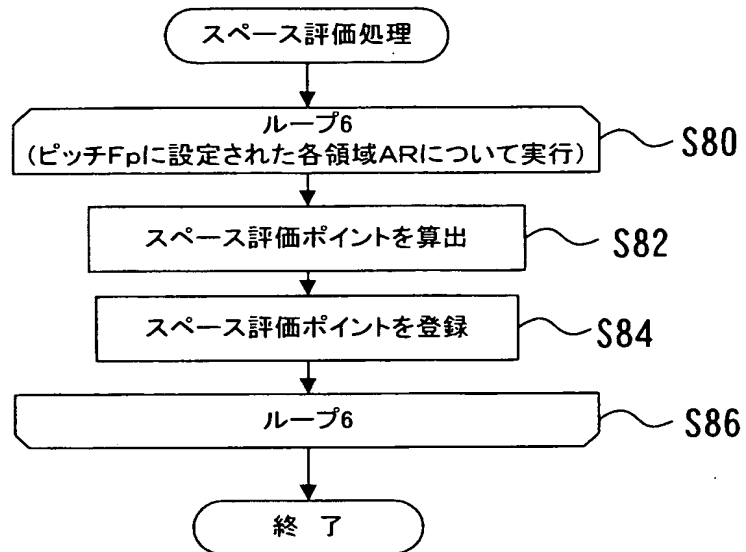 スペース評価処理
ループ6
(ピッチFpに設定された各領域ARについて実行)
S80
スペース評価ポイントを算出
S82
スペース評価ポイントを登録
S84
ループ6
S86
終 了